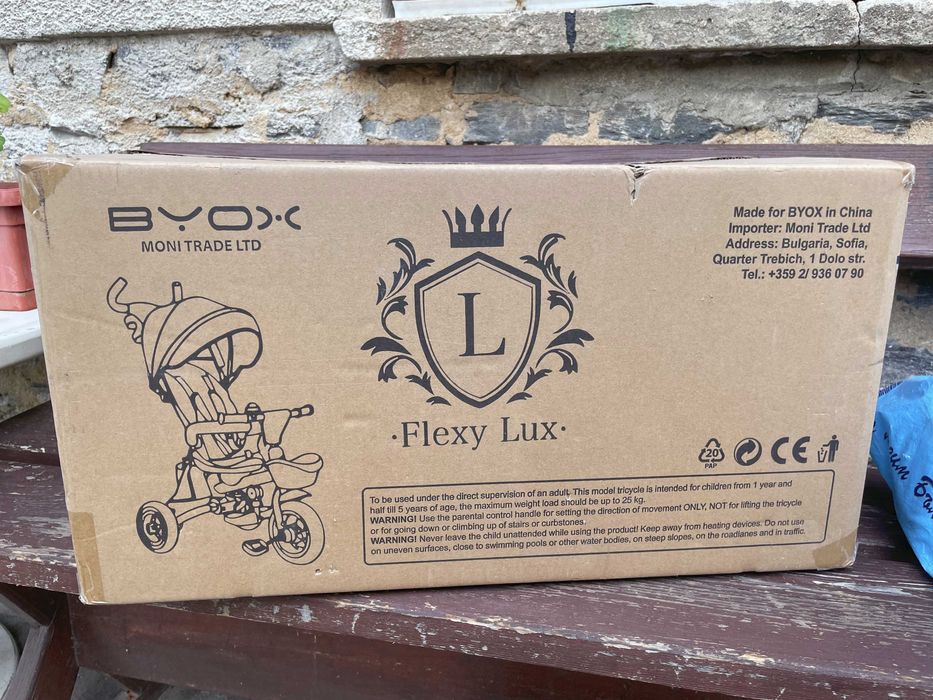 BYOX
MONI TRADE LTD
L
·Flexy Lux·
Made for BYOX in China
Importer: Moni Trade Ltd
Address: Bulgaria, Sofia,
Quarter Trebich, 1 Dolo str.
Tel.: +359 2/ 936 07 90
20
PAP
CE
To be used under the direct supervision of an adult. This model tricycle is intended for children from 1 year and
half till 5 years of age, the maximum weight load should be up to 25 kg.
WARNING! Use the parental control handle for setting the direction of movement ONLY, NOT for lifting the tricycle
or for going down or climbing up of stairs or curbstones.
WARNING! Never leave the child unattended while using the product! Keep away from heating devices. Do not use
on uneven surfaces, close to swimming pools or other water bodies, on steep slopes, on the roadlanes and in traffic.